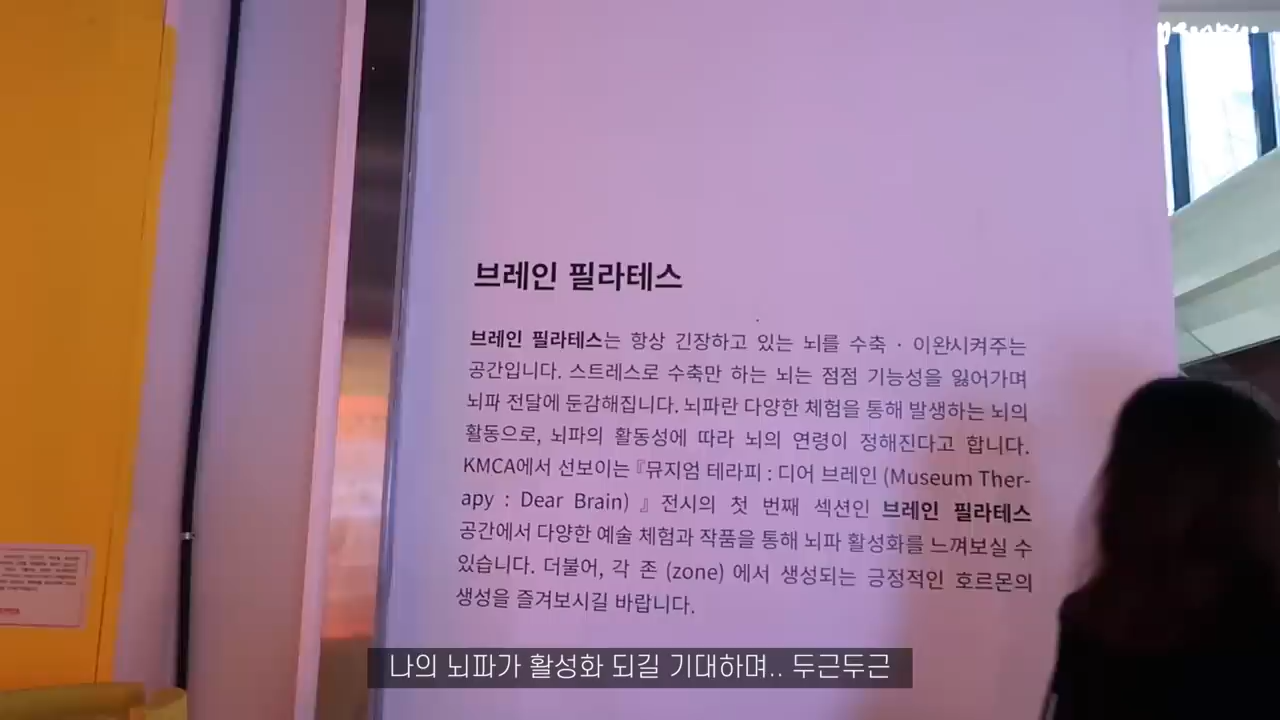 브레인 필라테스
브레인 필라테스는 항상 긴장하고 있는 뇌를 수축 · 이완시켜주는
공간입니다. 스트레스로 수축만 하는 뇌는 점점 기능성을 잃어가며
뇌파 전달에 둔감해집니다. 뇌파란 다양한 체험을 통해 발생하는 뇌의
활동으로, 뇌파의 활동성에 따라 뇌의 연령이 정해진다고 합니다.
KMCA에서 선보이는 『뮤지엄 테라피 : 디어 브레인 (Museum Ther-
apy : Dear Brain) 』 전시의 첫 번째 섹션인 브레인 필라테스
공간에서 다양한 예술 체험과 작품을 통해 뇌파 활성화를 느껴보실 수
있습니다. 더불어, 각 존 (zone) 에서 생성되는 긍정적인 호르몬의
생성을 즐겨보시길 바랍니다.
나의 뇌파가 활성화 되길 기대하며.. 두근두근